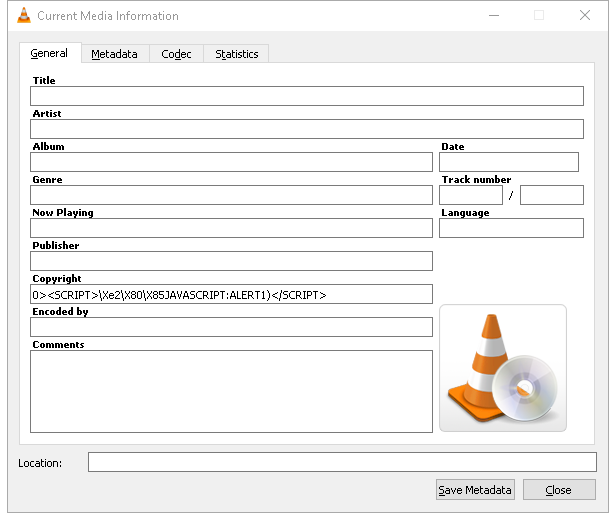 Current Media Information
General Metadata Codec Statistics
Title
Artist
Album Date
Genre Track number
/
Now Playing Language
Publisher
Copyright
0><SCRIPT>\Xe2\X80\X85JAVASCRIPT:ALERT1)</SCRIPT>
Encoded by
Comments
Location:
Save Metadata Close